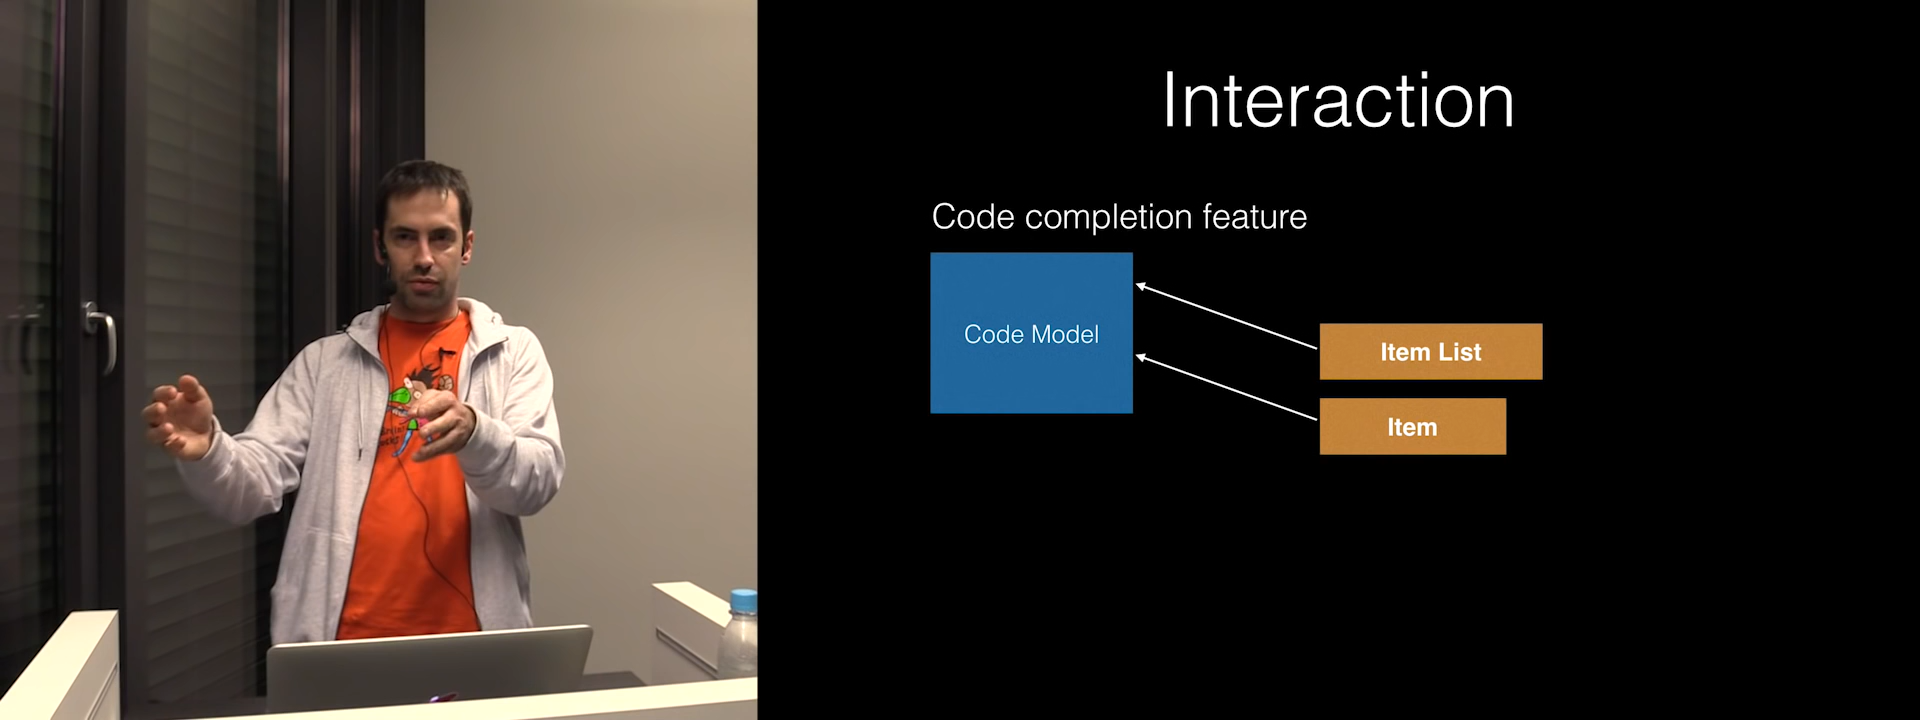 Interaction
Code completion feature
Code Model
Item List
Item